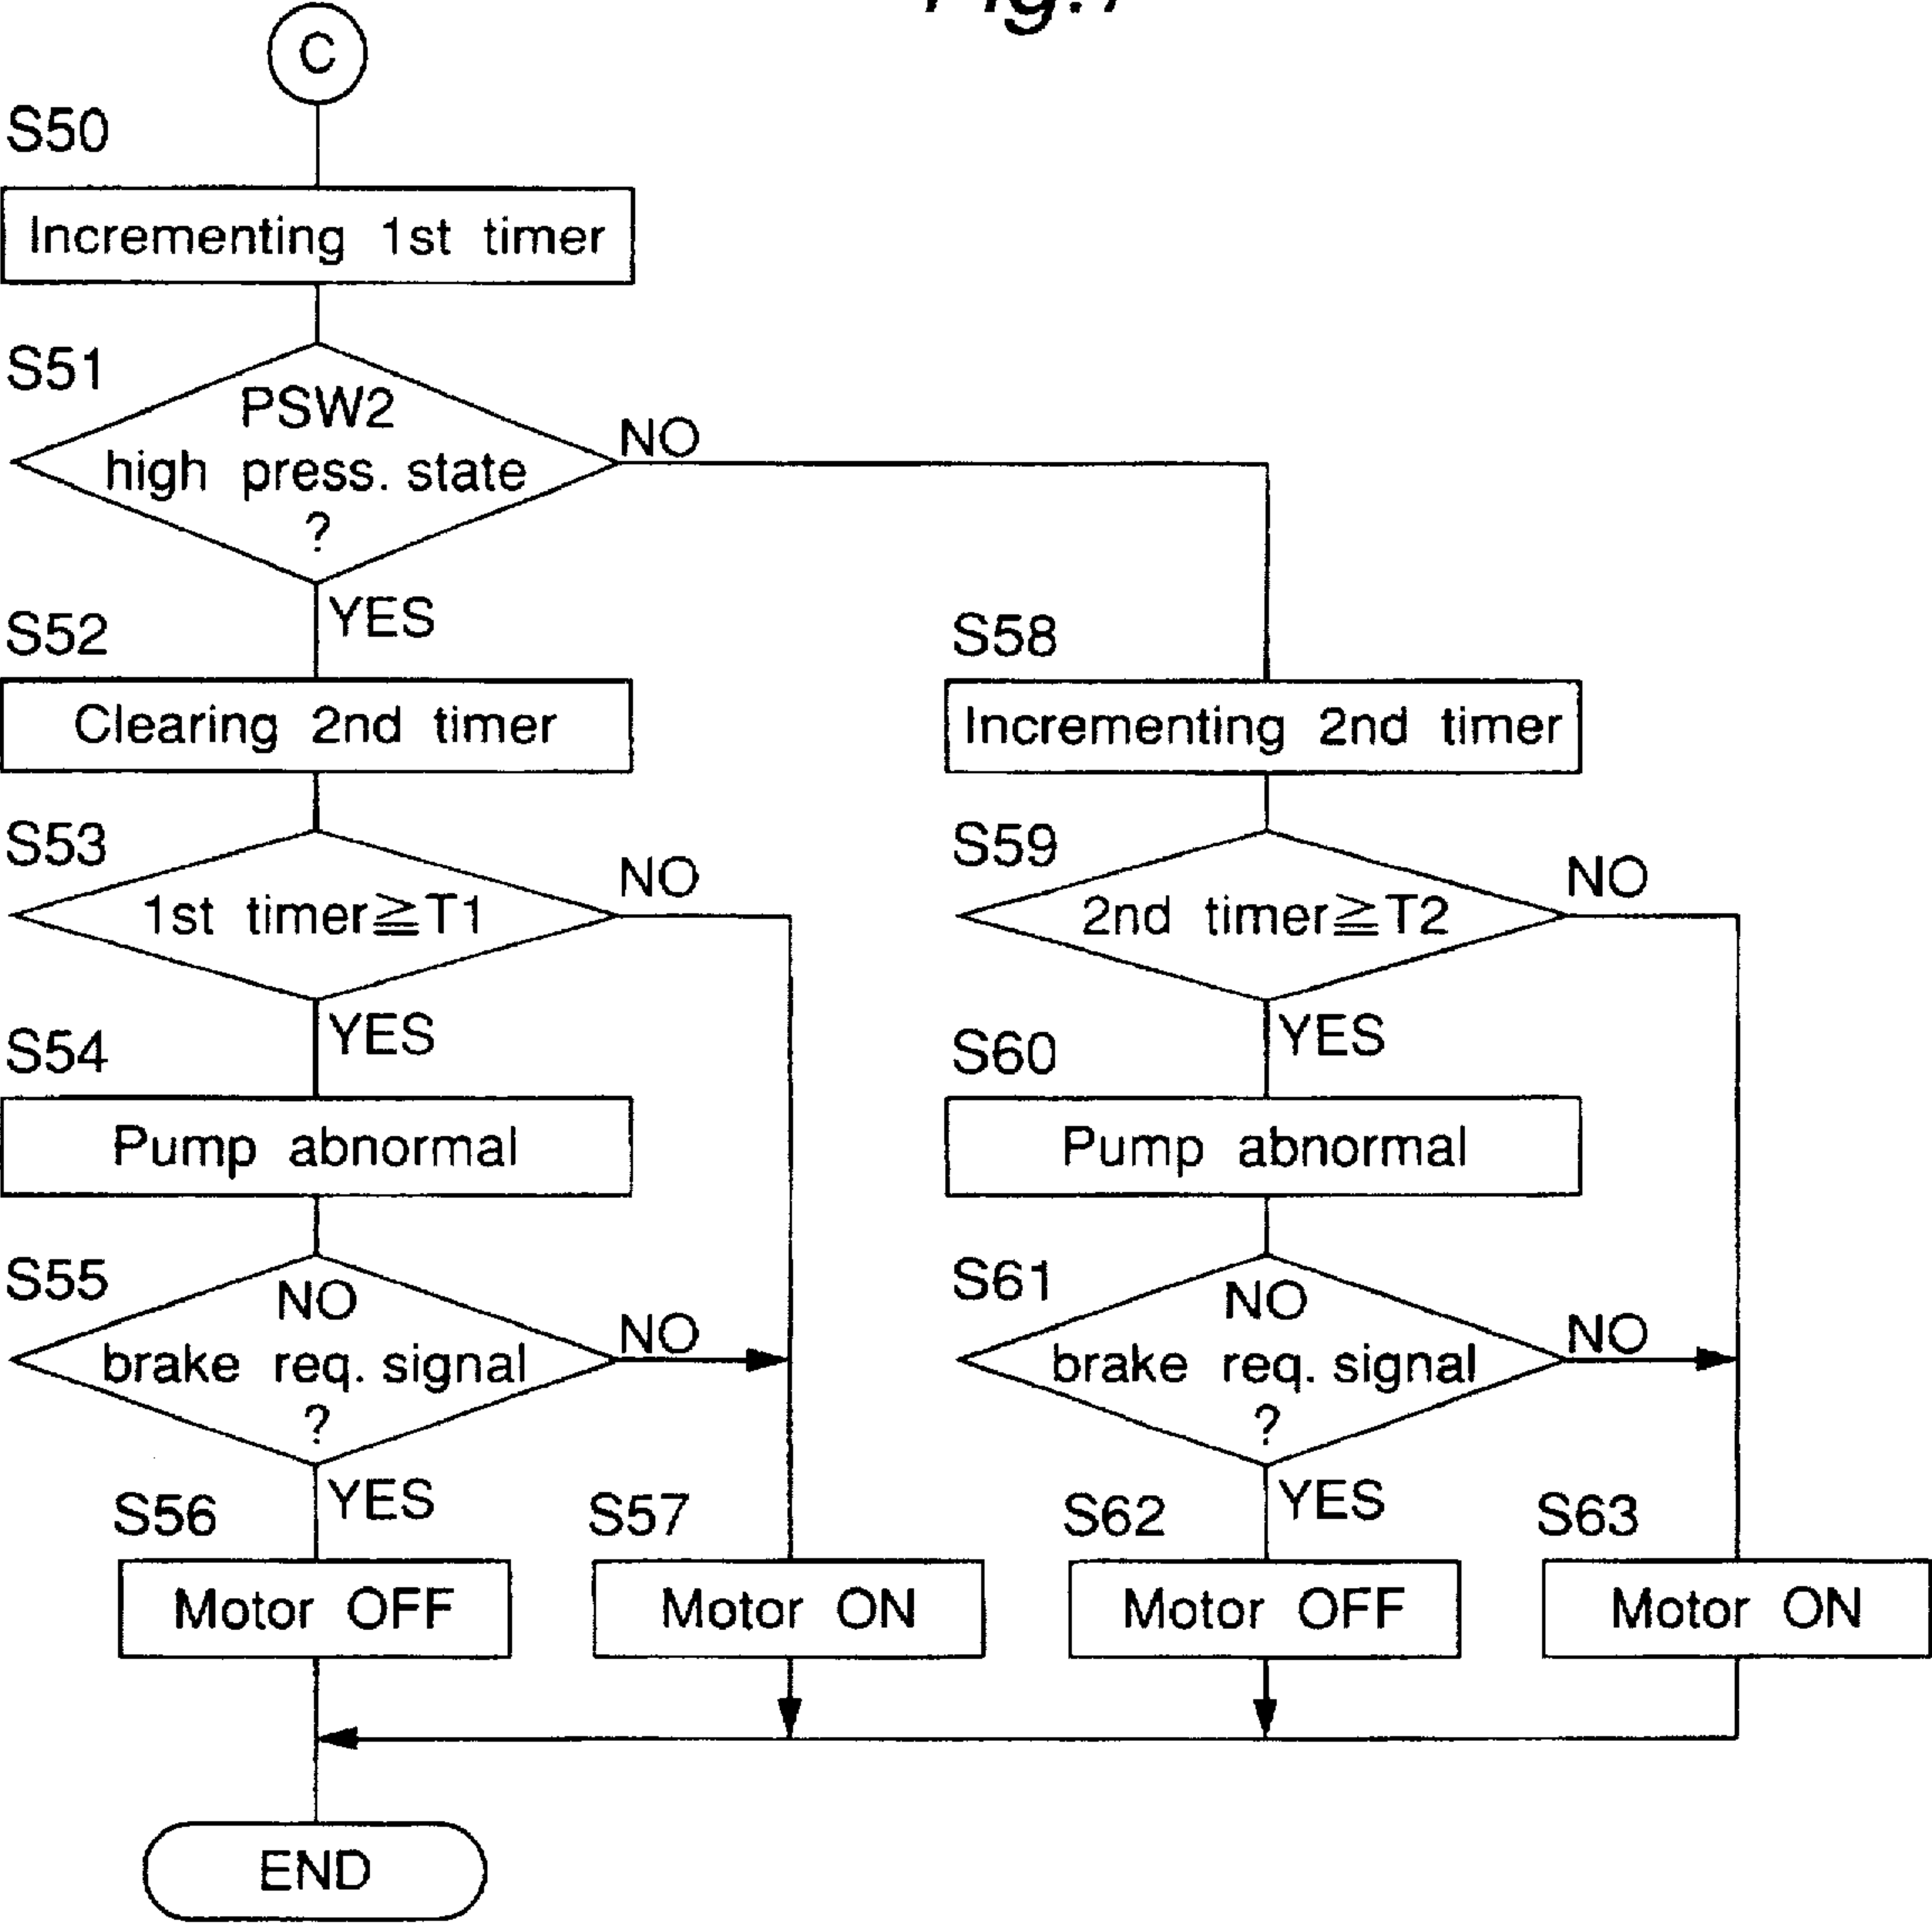 C
S50
Incrementing 1st timer
S51
PSW2
high press. state
?
NO
YES
S52
Clearing 2nd timer
S53
1st timer≧T1
NO
YES
S54
Pump abnormal
S55
NO
brake req. signal
?
NO
YES
S56
Motor OFF
S57
Motor ON
S58
Incrementing 2nd timer
S59
2nd timer≧T2
NO
YES
S60
Pump abnormal
S61
NO
brake req. signal
?
NO
YES
S62
Motor OFF
S63
Motor ON
END